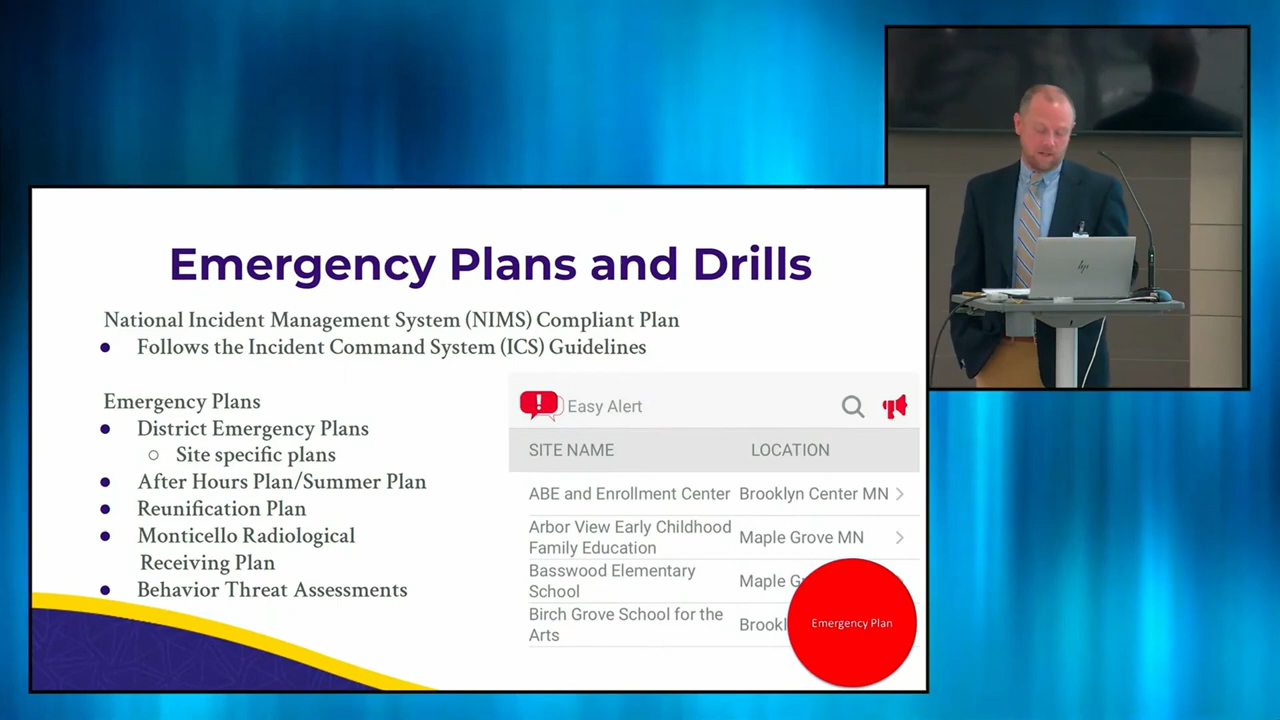 Emergency Plans and Drills
National Incident Management System (NIMS) Compliant Plan
Follows the Incident Command System (ICS) Guidelines
Emergency Plans
District Emergency Plans
Site specific plans
After Hours Plan/Summer Plan
Reunification Plan
Monticello Radiological
Receiving Plan
Behavior Threat Assessments
Easy Alert
SITE NAME LOCATION
ABE and Enrollment Center Brooklyn Center MN
Arbor View Early Childhood
Family Education
Maple Grove MN
Basswood Elementary
School
Maple G
Birch Grove School for the
Arts
Brookl
Emergency Plan
hp